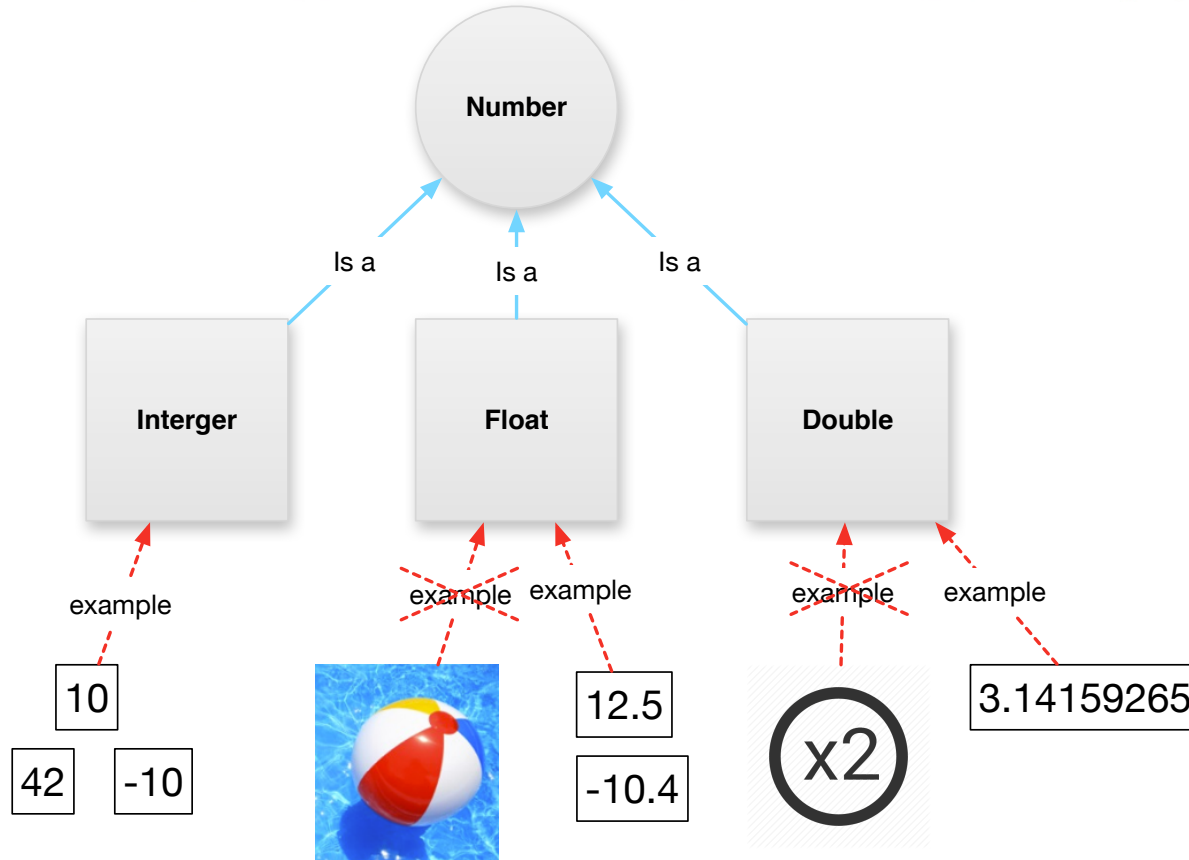 Number
Is a
Is a
Is a
Interger
Float
Double
example
example
example
example
example
10
42
-10
12.5
-10.4
x2
3.14159265